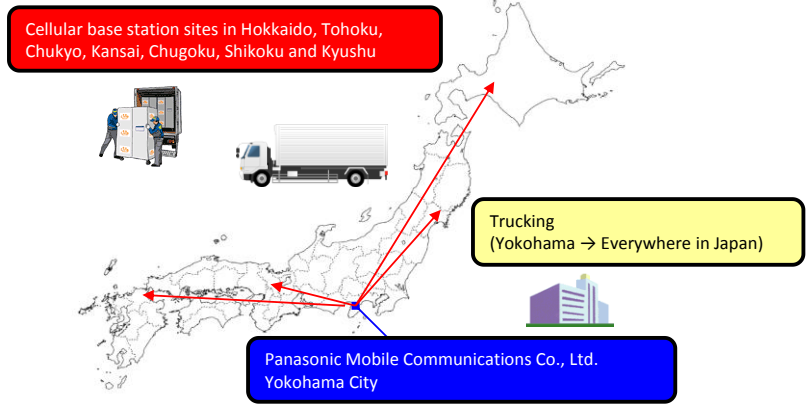 Cellular base station sites in Hokkaido, Tohoku,
Chukyo, Kansai, Chugoku, Shikoku and Kyushu
Trucking
(Yokohama → Everywhere in Japan)
Panasonic Mobile Communications Co., Ltd.
Yokohama City